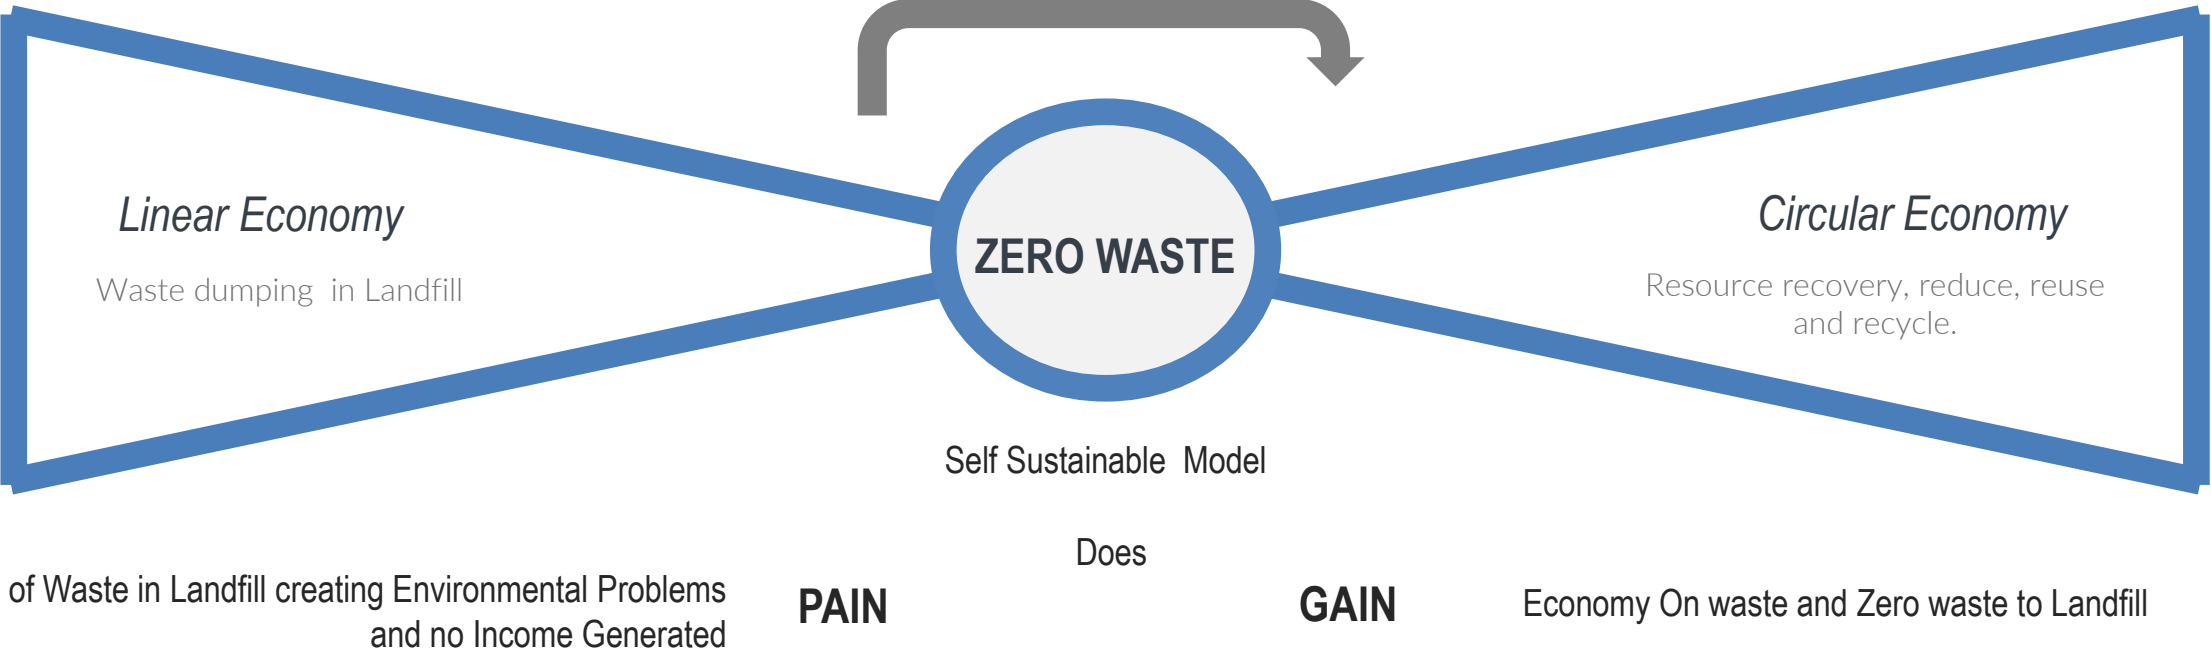 Linear Economy
Waste dumping in Landfill
ZERO WASTE
Circular Economy
Resource recovery, reduce, reuse
and recycle.
Self Sustainable Model
Does
of Waste in Landfill creating Environmental Problems
and no Income Generated
PAIN
GAIN
Economy On waste and Zero waste to Landfill